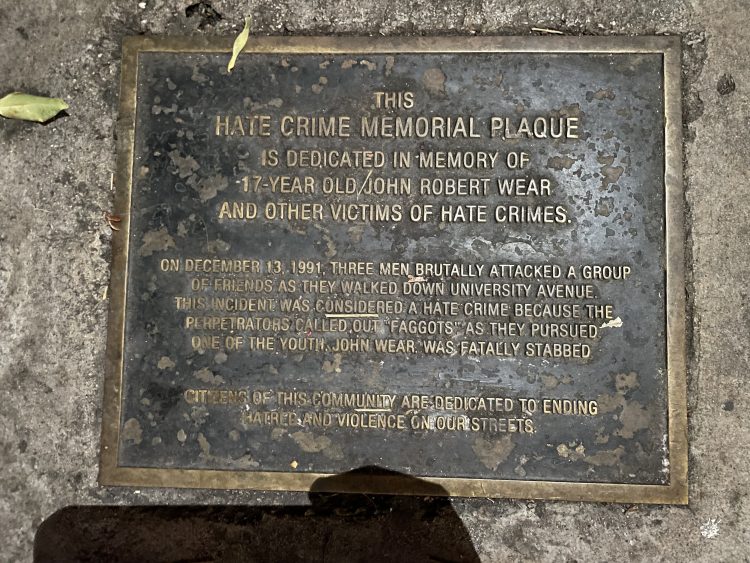 THIS
HATE CRIME MEMORIAL PLAQUE
IS DEDICATED IN MEMORY OF
17-YEAR OLD JOHN ROBERT WEAR
AND OTHER VICTIMS OF HATE CRIMES.
ON DECEMBER 13, 1991, THREE MEN BRUTALLY ATTACKED A GROUP
OF FRIENDS AS THEY WALKED DOWN UNIVERSITY AVENUE.
THIS INCIDENT WAS CONSIDERED A HATE CRIME BECAUSE THE
PERPETRATORS CALLED OUT "FAGGOTS" AS THEY PURSUED
ONE OF THE YOUTH, JOHN WEAR, WAS FATALLY STABBED.
CITIZENS OF THIS COMMUNITY ARE DEDICATED TO ENDING
HATRED AND VIOLENCE ON OUR STREETS.